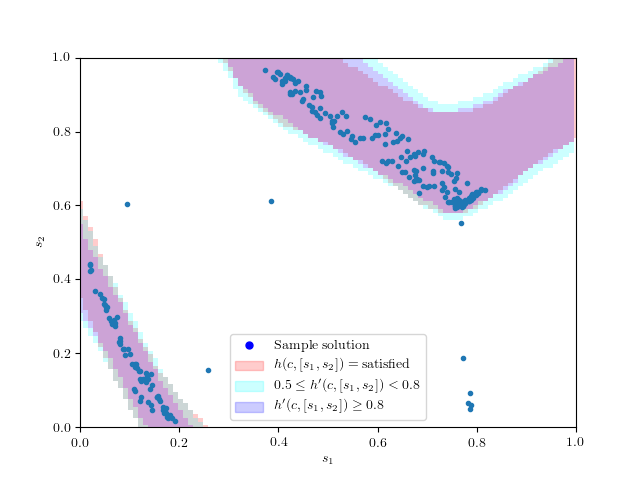 1.0
0.8
0.6
0.4
0.2
0.0
s₂
Sample solution
h(c, [s₁, s₂]) = satisfied
0.5 ≤ h′(c, [s₁, s₂]) < 0.8
h′(c, [s₁, s₂]) ≥ 0.8
0.0 0.2 0.4 0.6 0.8 1.0
s₁